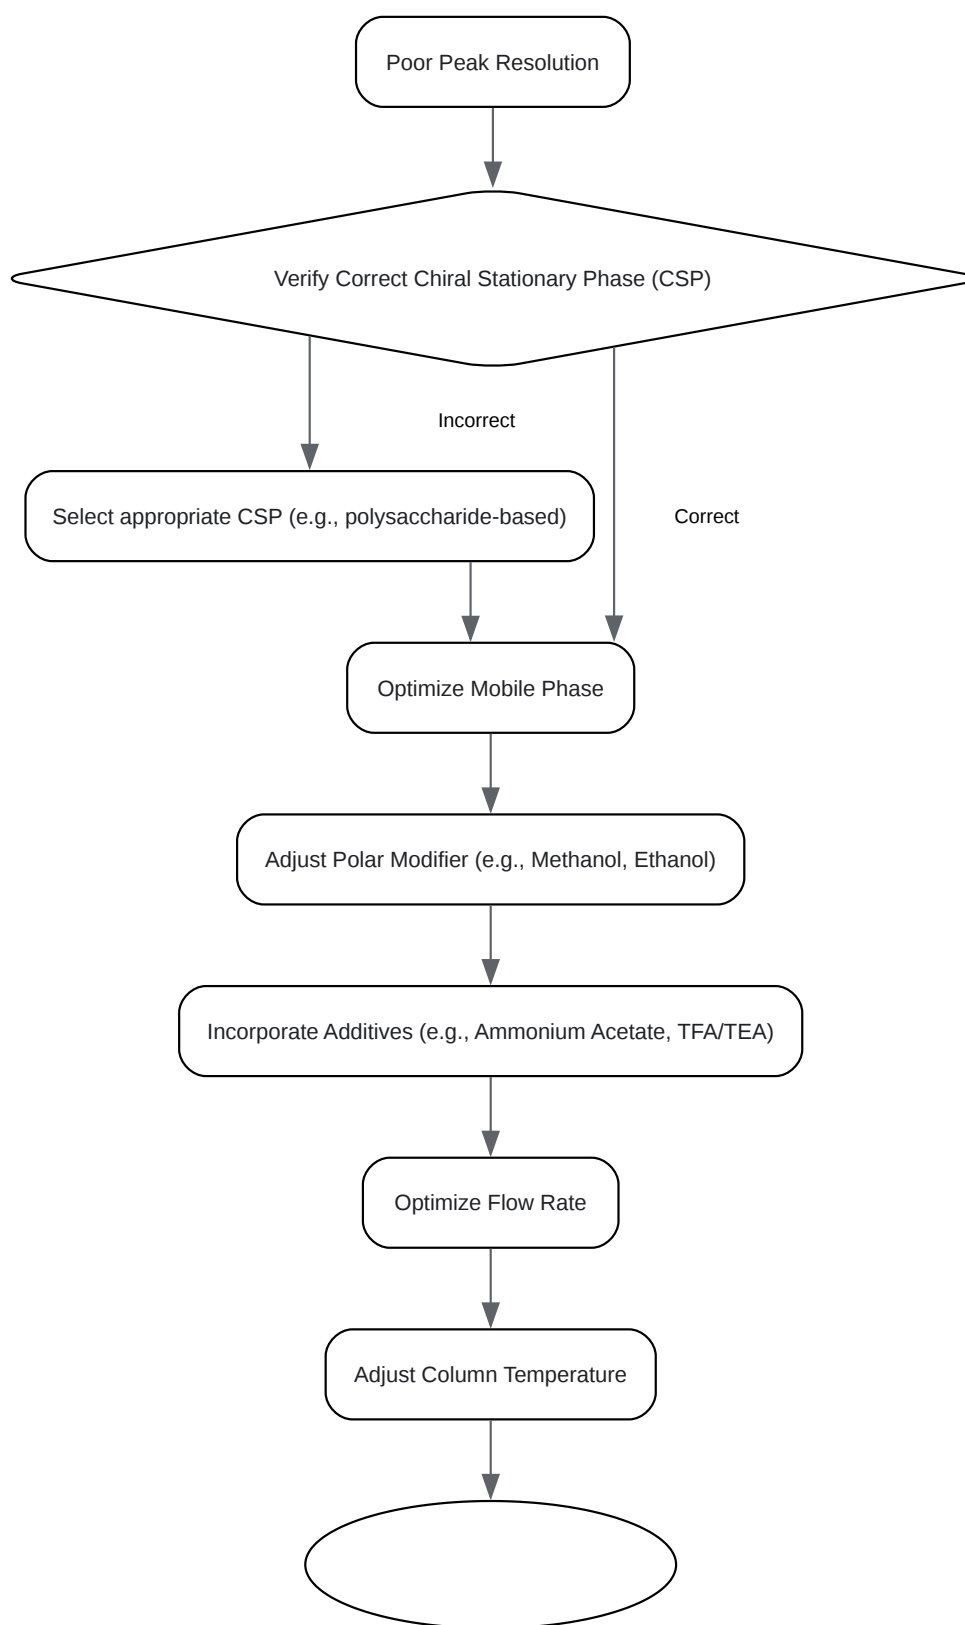 Poor Peak Resolution
Verify Correct Chiral Stationary Phase (CSP)
Incorrect
Select appropriate CSP (e.g., polysaccharide-based)
Correct
Optimize Mobile Phase
Adjust Polar Modifier (e.g., Methanol, Ethanol)
Incorporate Additives (e.g., Ammonium Acetate, TFA/TEA)
Optimize Flow Rate
Adjust Column Temperature